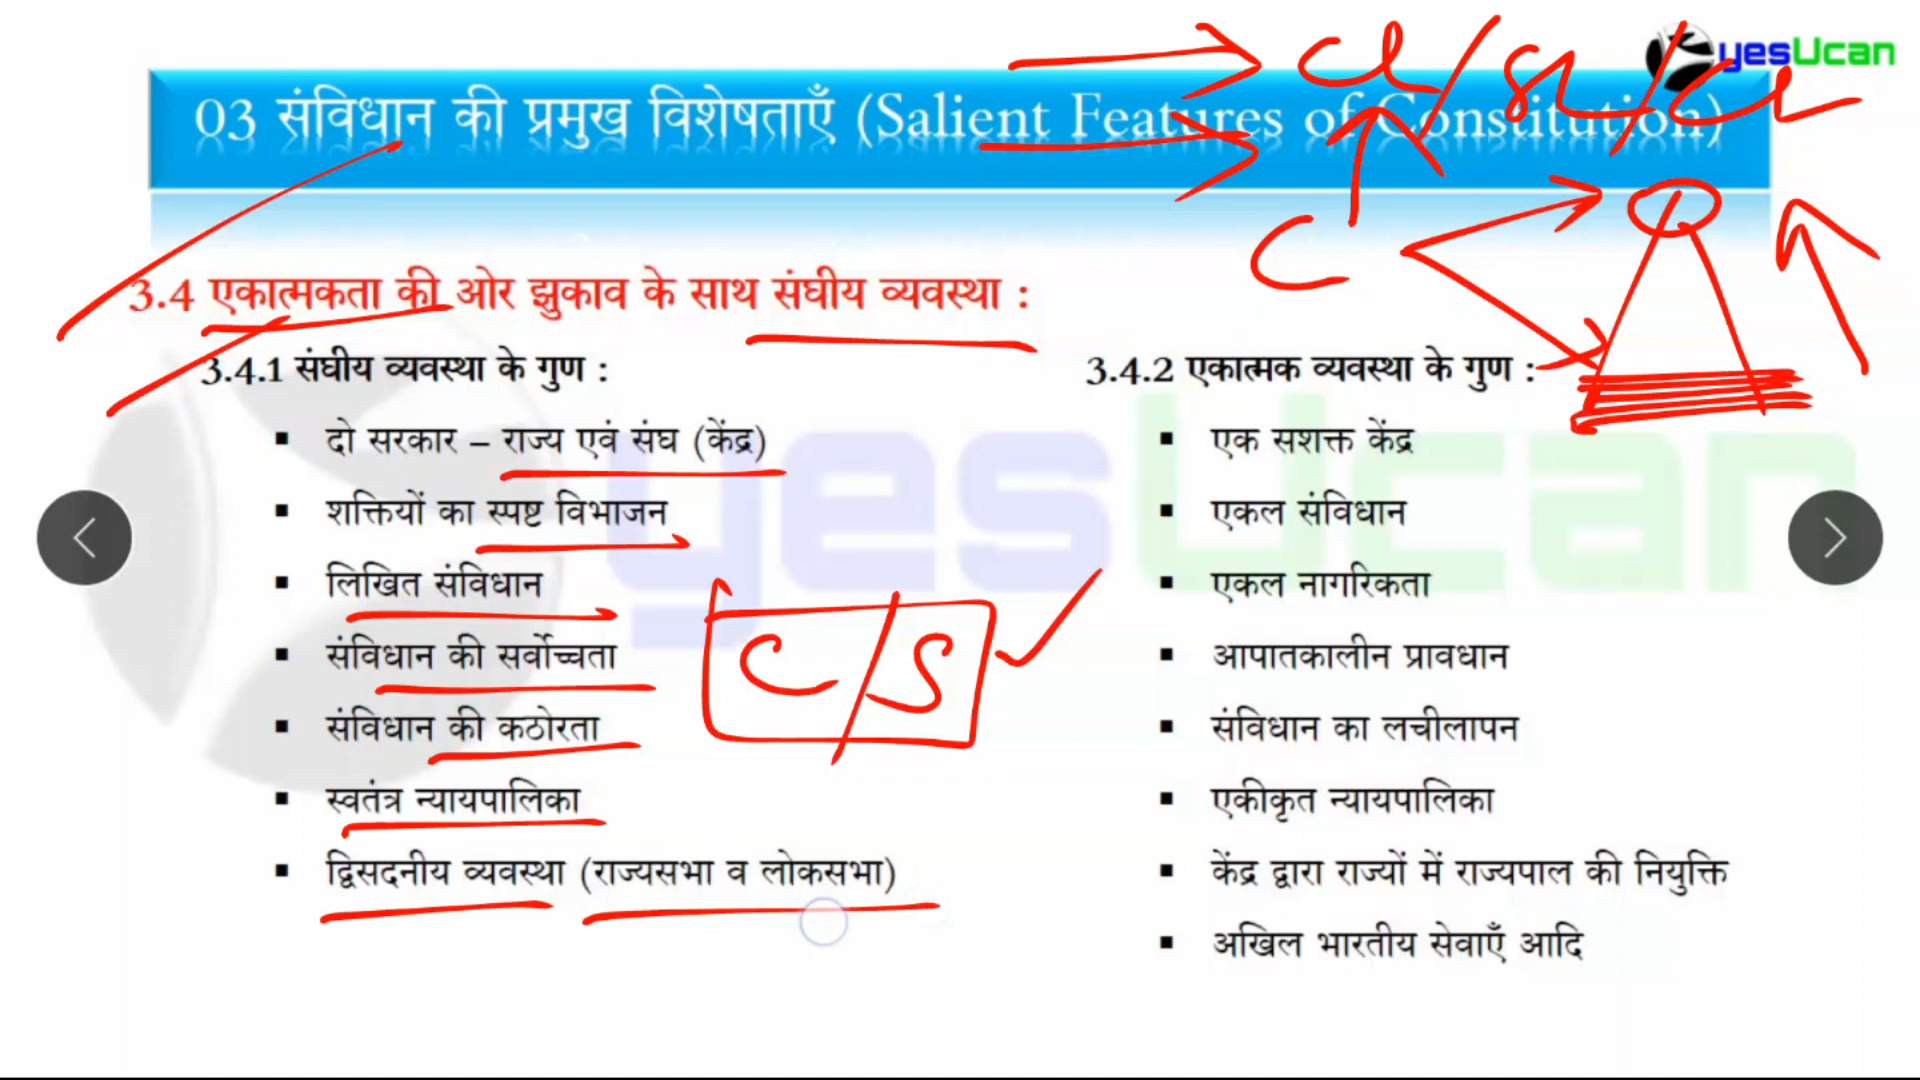 yesUcan
03 संविधान की प्रमुख विशेषताएँ (Salient Features of Constitution)
3.4 एकात्मकता की ओर झुकाव के साथ संघीय व्यवस्था :
C
3.4.1 संघीय व्यवस्था के गुण :
▪ दो सरकार – राज्य एवं संघ (केंद्र)
▪ शक्तियों का स्पष्ट विभाजन
▪ लिखित संविधान
▪ संविधान की सर्वोच्चता
▪ संविधान की कठोरता
▪ स्वतंत्र न्यायपालिका
▪ द्विसदनीय व्यवस्था (राज्यसभा व लोकसभा)
C/S
3.4.2 एकात्मक व्यवस्था के गुण :
▪ एक सशक्त केंद्र
▪ एकल संविधान
▪ एकल नागरिकता
▪ आपातकालीन प्रावधान
▪ संविधान का लचीलापन
▪ एकीकृत न्यायपालिका
▪ केंद्र द्वारा राज्यों में राज्यपाल की नियुक्ति
▪ अखिल भारतीय सेवाएँ आदि
yesUcan